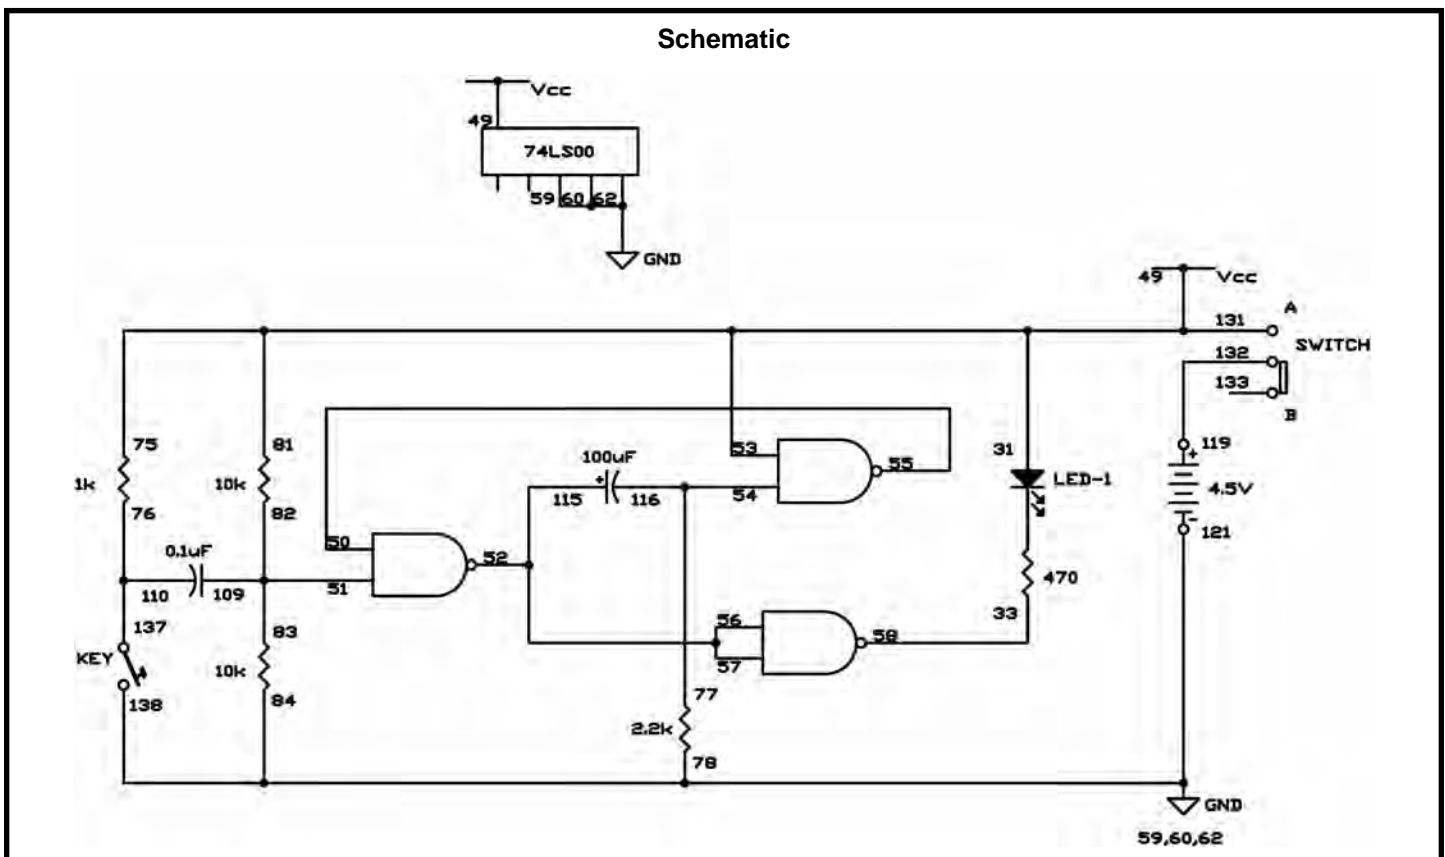 Schematic
Vcc
49
74LS00
59 60 62
GND
49 Vcc
A
131
SWITCH
132
133
B
75 81
53 31
119
1k 10k 100uF 55 LED-1 4.5V
+
115 116 54
76 82
- 121
50
0.1uF 52 470
110 109 51
33
56
137 83 58
57
KEY 10k
138 84 77
2.2k
78
GND
59,60,62